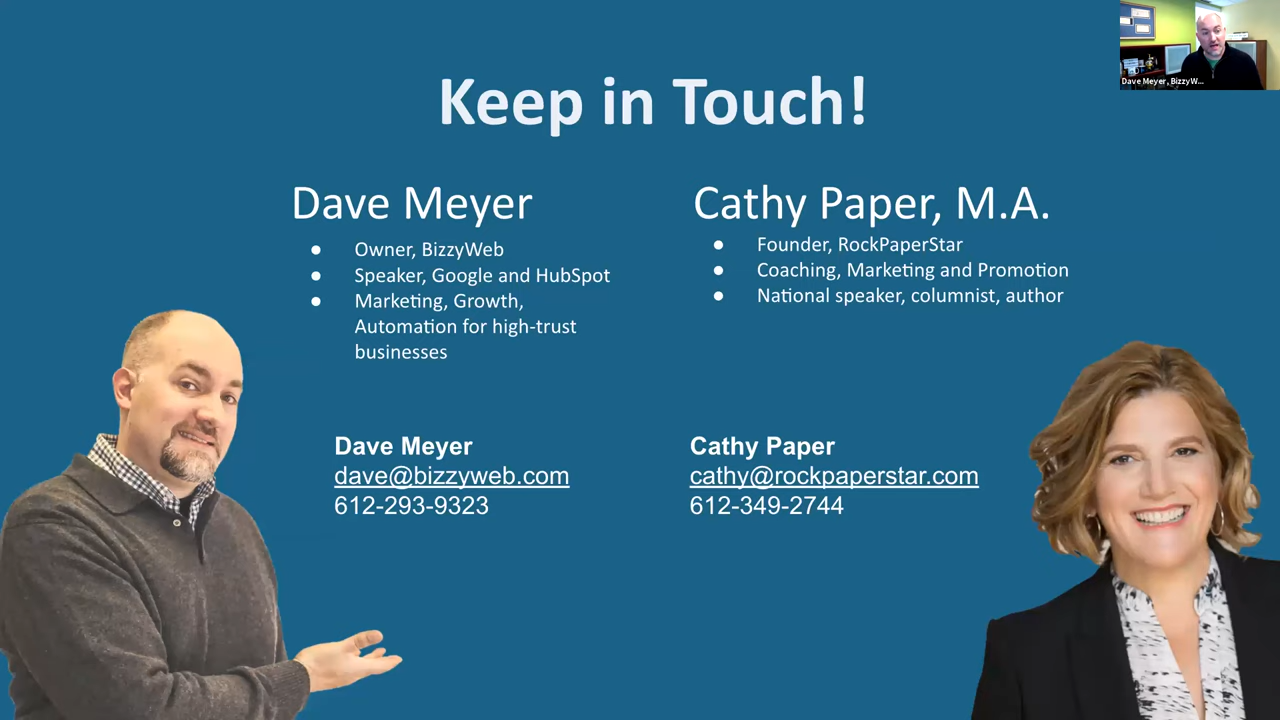 Keep in Touch!
Dave Meyer
● Owner, BizzyWeb
● Speaker, Google and HubSpot
● Marketing, Growth,
Automation for high-trust
businesses
Dave Meyer
dave@bizzyweb.com
612-293-9323
Cathy Paper, M.A.
● Founder, RockPaperStar
● Coaching, Marketing and Promotion
● National speaker, columnist, author
Cathy Paper
cathy@rockpaperstar.com
612-349-2744
Dave Meyer, BizzyW...